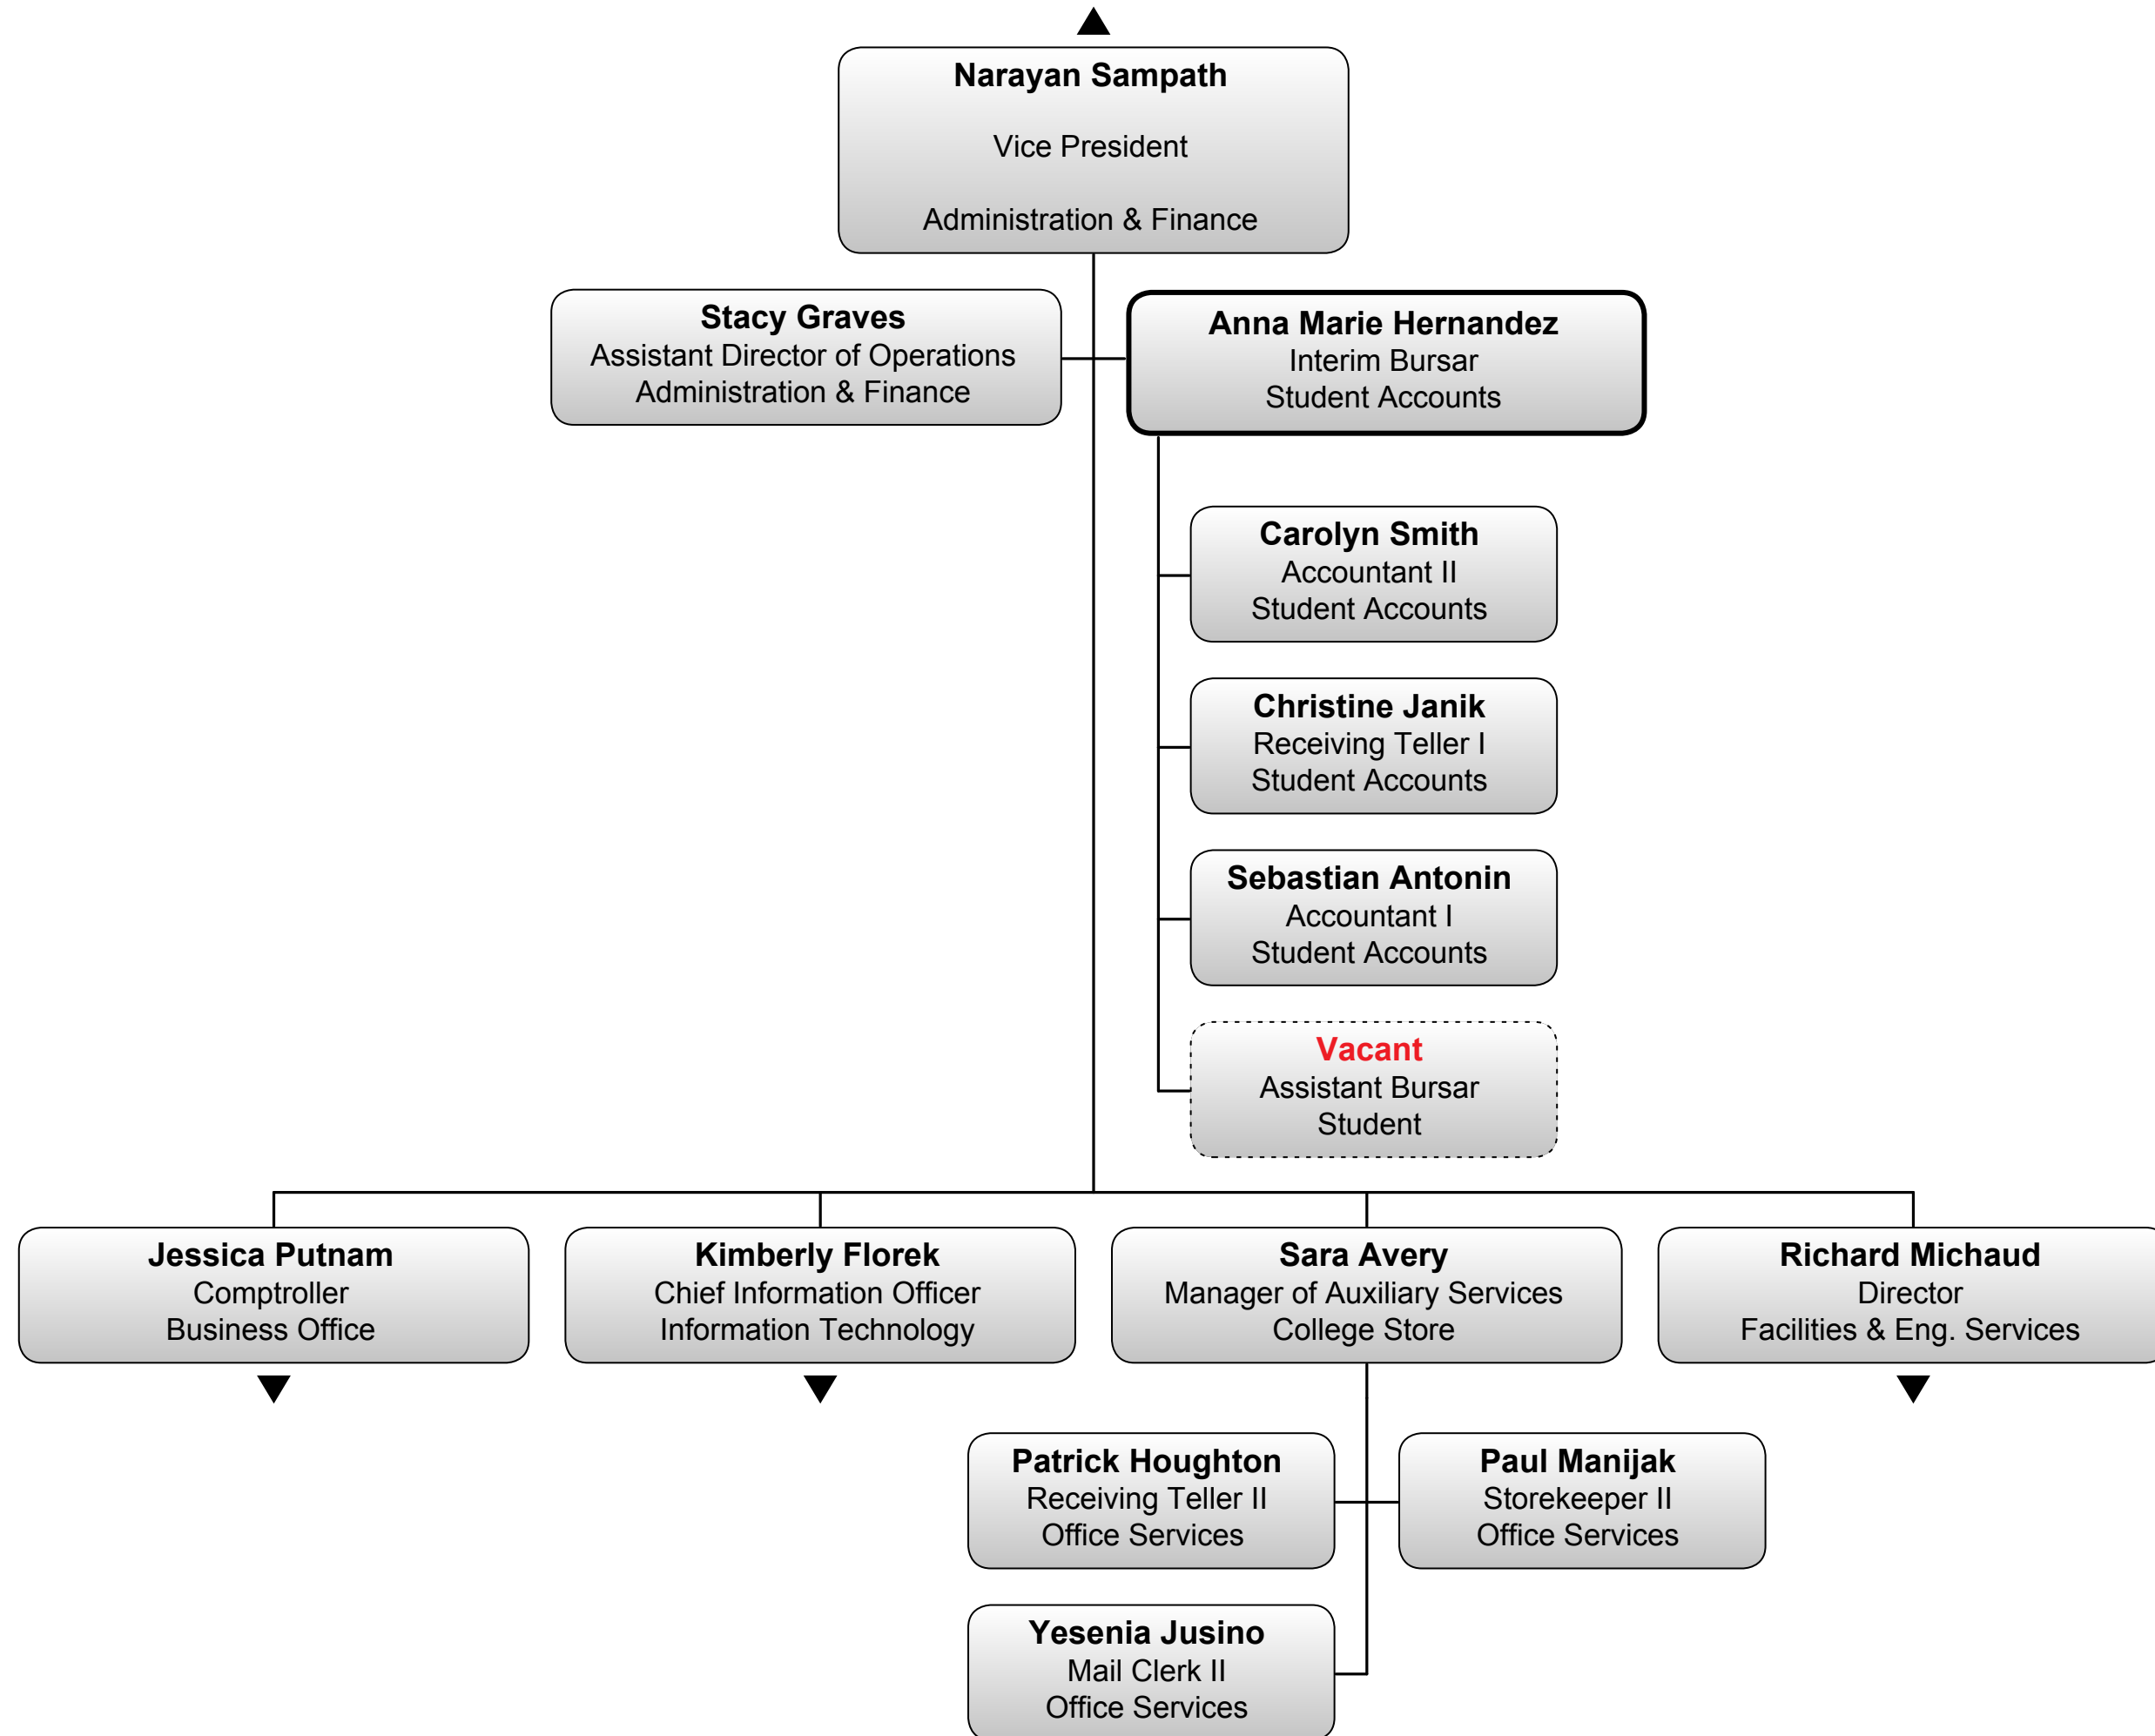 Narayan Sampath
Vice President
Administration & Finance
Stacy Graves
Assistant Director of Operations
Administration & Finance
Anna Marie Hernandez
Interim Bursar
Student Accounts
Carolyn Smith
Accountant II
Student Accounts
Christine Janik
Receiving Teller I
Student Accounts
Sebastian Antonin
Accountant I
Student Accounts
Vacant
Assistant Bursar
Student
Jessica Putnam
Comptroller
Business Office
Kimberly Florek
Chief Information Officer
Information Technology
Sara Avery
Manager of Auxiliary Services
College Store
Richard Michaud
Director
Facilities & Eng. Services
Patrick Houghton
Receiving Teller II
Office Services
Paul Manijak
Storekeeper II
Office Services
Yesenia Jusino
Mail Clerk II
Office Services